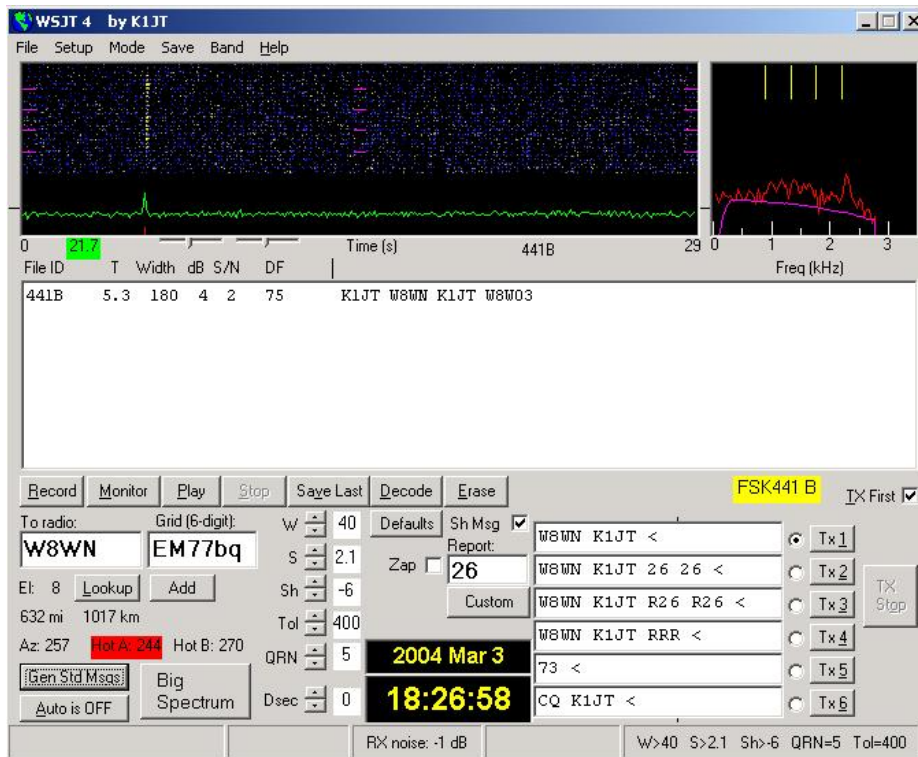 WSJT 4 by K1JT
File Setup Mode Save Band Help
0 21.7 Time (s) 441B 29 0 1 2 3
File ID T Width dB S/N DF Freq (kHz)
441B 5.3 180 4 2 75 K1JT W8WN K1JT W8WO3
Record Monitor Play Stop Save Last Decode Erase FSK441 B TX First
To radio: Grid (6-digit): W 40 Defaults Sh Msg
W8WN EM77bq S 2.1 Zap Report: 26
W8WN K1JT < Tx1
W8WN K1JT 26 26 < Tx2
El: 8 Lookup Add Sh -6 Custom W8WN K1JT R26 R26 < Tx3 TX Stop
632 mi 1017 km Tol 400
W8WN K1JT RRR < Tx4
Az: 257 Hot A: 244 Hot B: 270 QRN 5 2004 Mar 3
73 < Tx5
Gen Std Msgs Big Spectrum
Auto is OFF Dsec 0 18:26:58 CQ K1JT < Tx6
RX noise: -1 dB W>40 S>2.1 Sh>-6 QRN=5 Tol=400